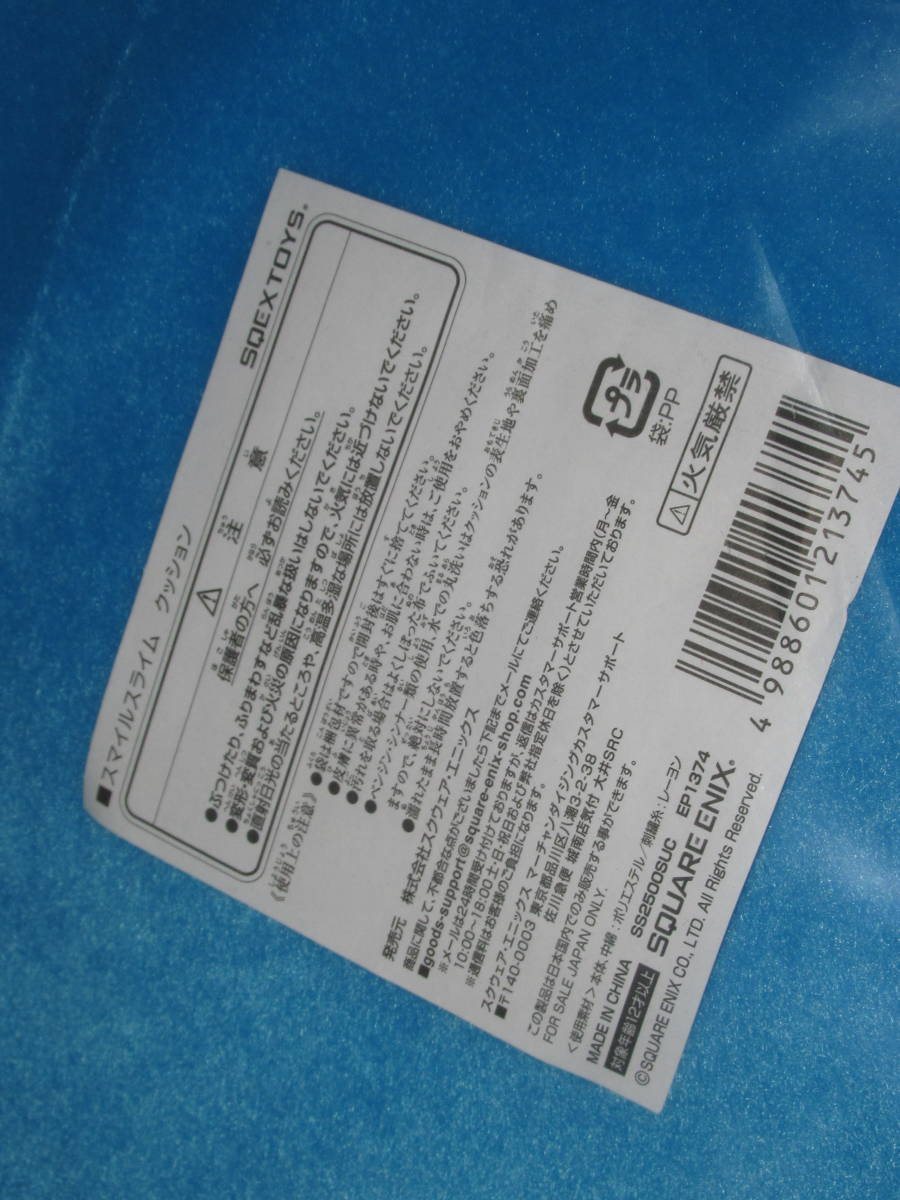 ■スマイルスライム　クッション
SQEX TOYS®
⚠ 注意
保護者の方へ 必ずお読みください。
●ぶつけたり、ふりまわすなど乱暴な扱いはしないでください。
●変形・変質および火災の原因になりますので、火気には近づけないでください。
●直射日光の当たるところや、高温多湿な場所には放置しないでください。
《使用上の注意》
●袋は梱包材ですので開封後はすぐに捨ててください。
●皮膚に異常がある時や、お肌に合わない時は、ご使用をおやめください。
●汚れを取る場合はよくしぼった布でふいてください。
●ベンジン・シンナー類の使用、水での丸洗いはクッションの表生地や裏面加工を痛め
ますので、絶対にしないでください。
●濡れたまま長時間放置すると色落ちする恐れがあります。
発売元　株式会社スクウェア・エニックス
商品に関して、不都合な点がございましたら下記までメールにてご連絡ください。
■goods-support@square-enix-shop.com
※メールは24時間受け付けておりますが、返信はカスタマーサポート営業時間内(月〜金
10:00〜18:00土・日・祝日および弊社指定休日を除く)とさせていただいております。
※通信料はお客様のご負担になります。
スクウェア・エニックス マーチャンダイジングカスタマーサポート
■〒140-0003 東京都品川区八潮3-2-38
佐川急便 城南店気付 大井SRC
この製品は日本国内でのみ販売する事ができます。
FOR SALE JAPAN ONLY.
＜使用素材＞本体・中綿：ポリエステル／刺繍糸：レーヨン
MADE IN CHINA　SS2500SUC　EP1374
対象年齢12才以上　SQUARE ENIX®
©SQUARE ENIX CO., LTD. All Rights Reserved.
プラ
袋:PP
⚠火気厳禁
4 988601 213745